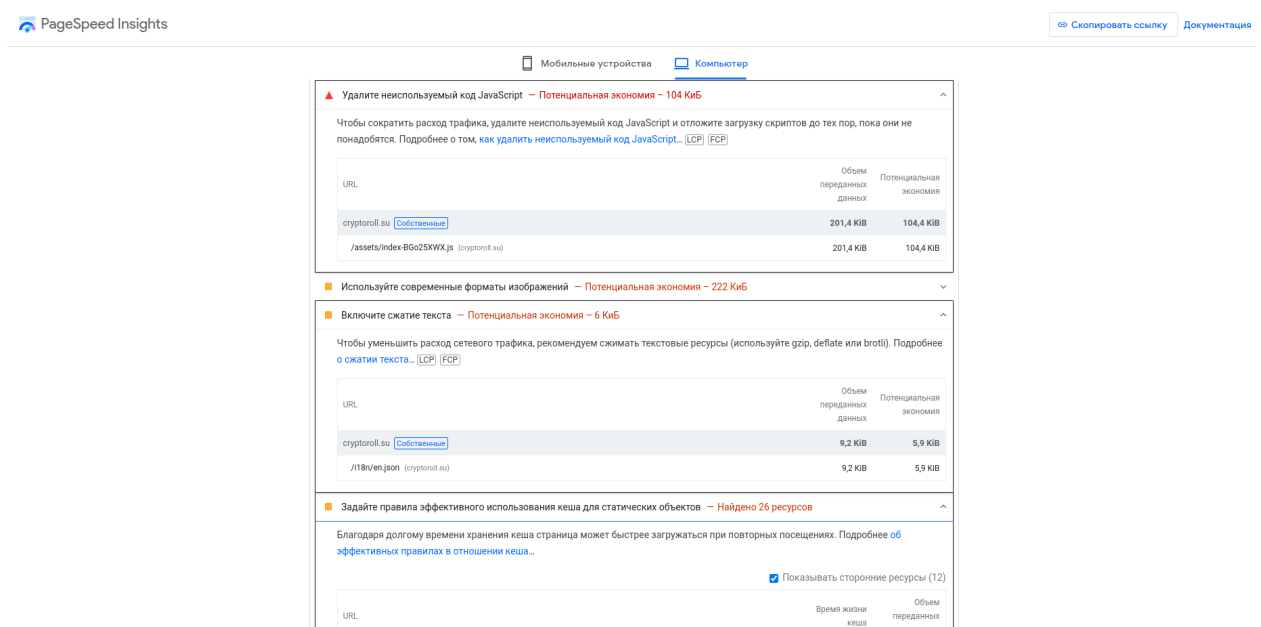 PageSpeed Insights
Скопировать ссылку
Документация
Мобильные устройства
Компьютер
Удалите неиспользуемый код JavaScript — Потенциальная экономия – 104 КиБ
Чтобы сократить расход трафика, удалите неиспользуемый код JavaScript и отложите загрузку скриптов до тех пор, пока они не
понадобятся. Подробнее о том, как удалить неиспользуемый код JavaScript… LCP FCP
URL
Объем
переданных
данных
Потенциальная
экономия
cryptoroll.su Собственные 201,4 KiB 104,4 KiB
/assets/index-BGo25XWX.js (cryptoroll.su) 201,4 KiB 104,4 KiB
Используйте современные форматы изображений — Потенциальная экономия – 222 КиБ
Включите сжатие текста — Потенциальная экономия – 6 КиБ
Чтобы уменьшить расход сетевого трафика, рекомендуем сжимать текстовые ресурсы (используйте gzip, deflate или brotli). Подробнее
о сжатии текста… LCP FCP
URL
Объем
переданных
данных
Потенциальная
экономия
cryptoroll.su Собственные 9,2 KiB 5,9 KiB
/i18n/en.json (cryptoroll.su) 9,2 KiB 5,9 KiB
Задайте правила эффективного использования кеша для статических объектов — Найдено 26 ресурсов
Благодаря долгому времени хранения кеша страница может быстрее загружаться при повторных посещениях. Подробнее об
эффективных правилах в отношении кеша…
Показывать сторонние ресурсы (12)
URL
Время жизни
кеша
Объем
переданных